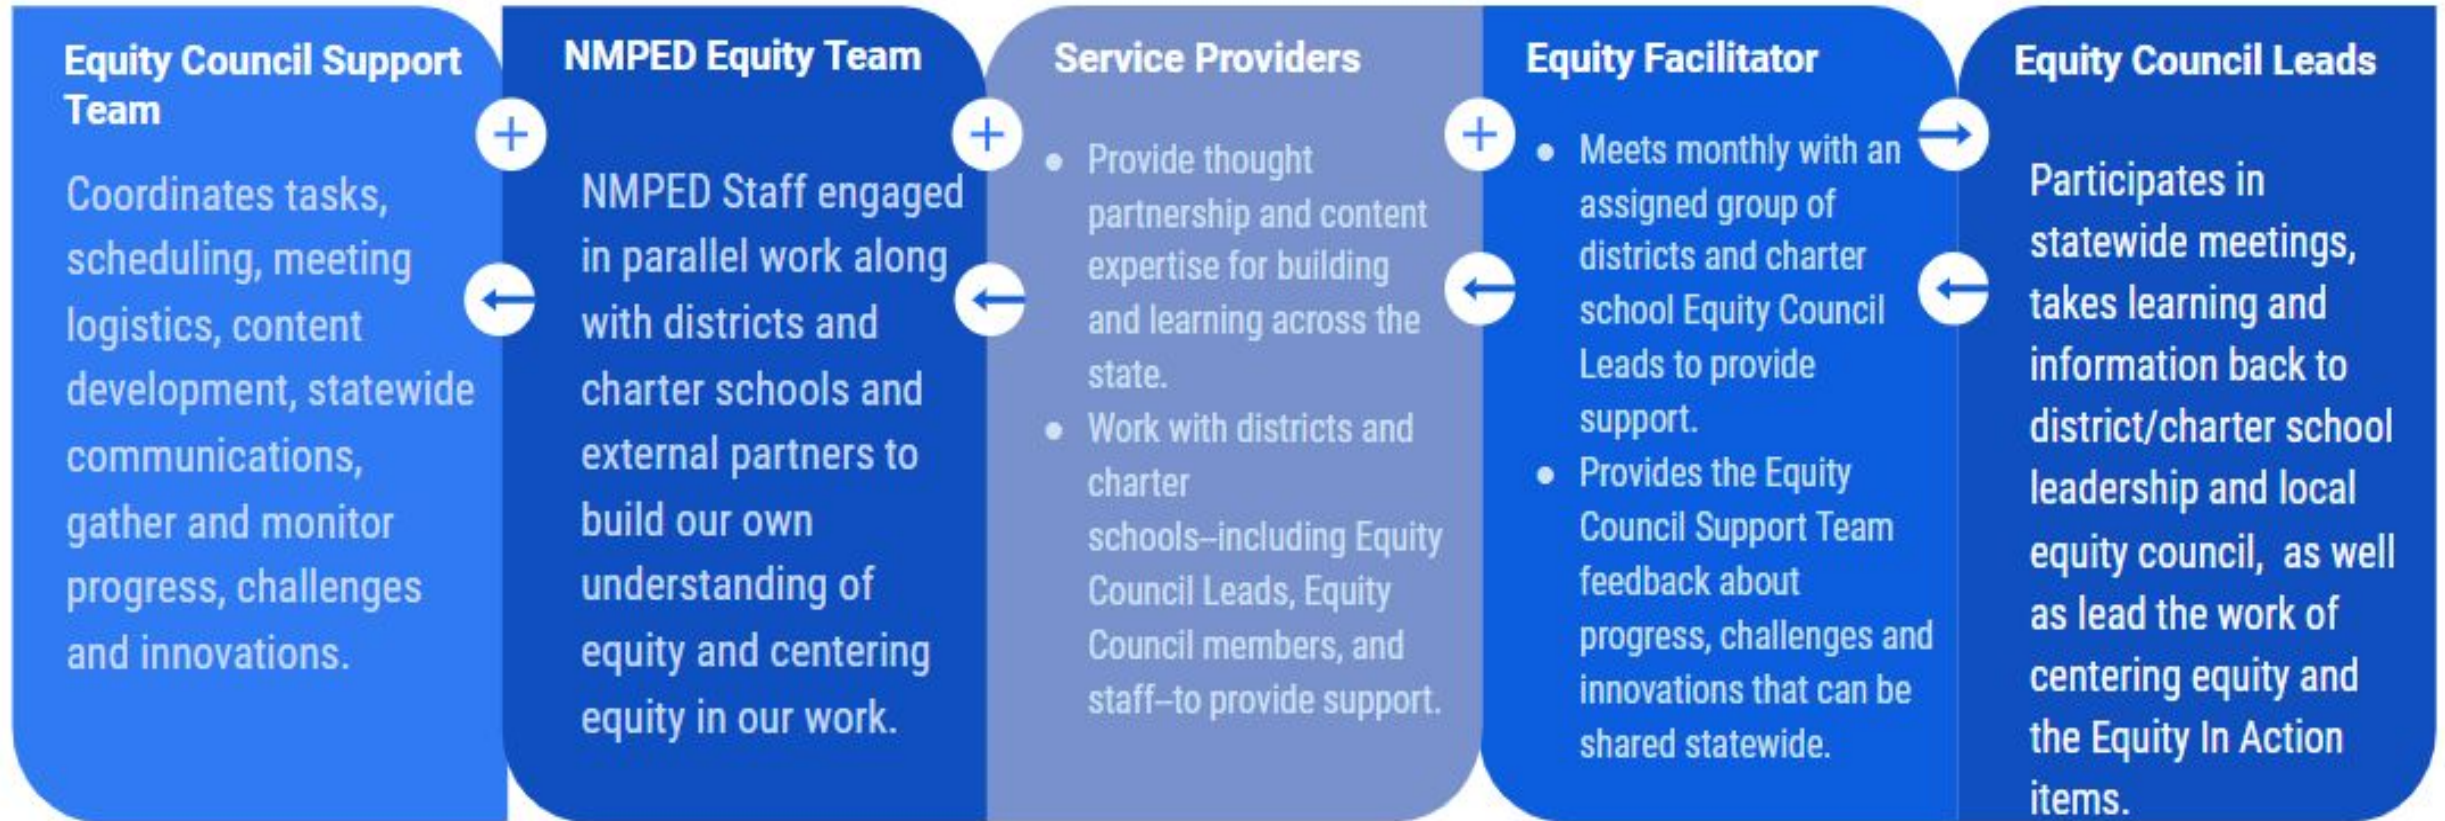 Equity Council Support
Team
Coordinates tasks,
scheduling, meeting
logistics, content
development, statewide
communications,
gather and monitor
progress, challenges
and innovations.
NMPED Equity Team
NMPED Staff engaged
in parallel work along
with districts and
charter schools and
external partners to
build our own
understanding of
equity and centering
equity in our work.
Service Providers
● Provide thought
partnership and content
expertise for building
and learning across the
state.
● Work with districts and
charter
schools–including Equity
Council Leads, Equity
Council members, and
staff–to provide support.
Equity Facilitator
● Meets monthly with an
assigned group of
districts and charter
school Equity Council
Leads to provide
support.
● Provides the Equity
Council Support Team
feedback about
progress, challenges and
innovations that can be
shared statewide.
Equity Council Leads
Participates in
statewide meetings,
takes learning and
information back to
district/charter school
leadership and local
equity council,  as well
as lead the work of
centering equity and
the Equity In Action
items.